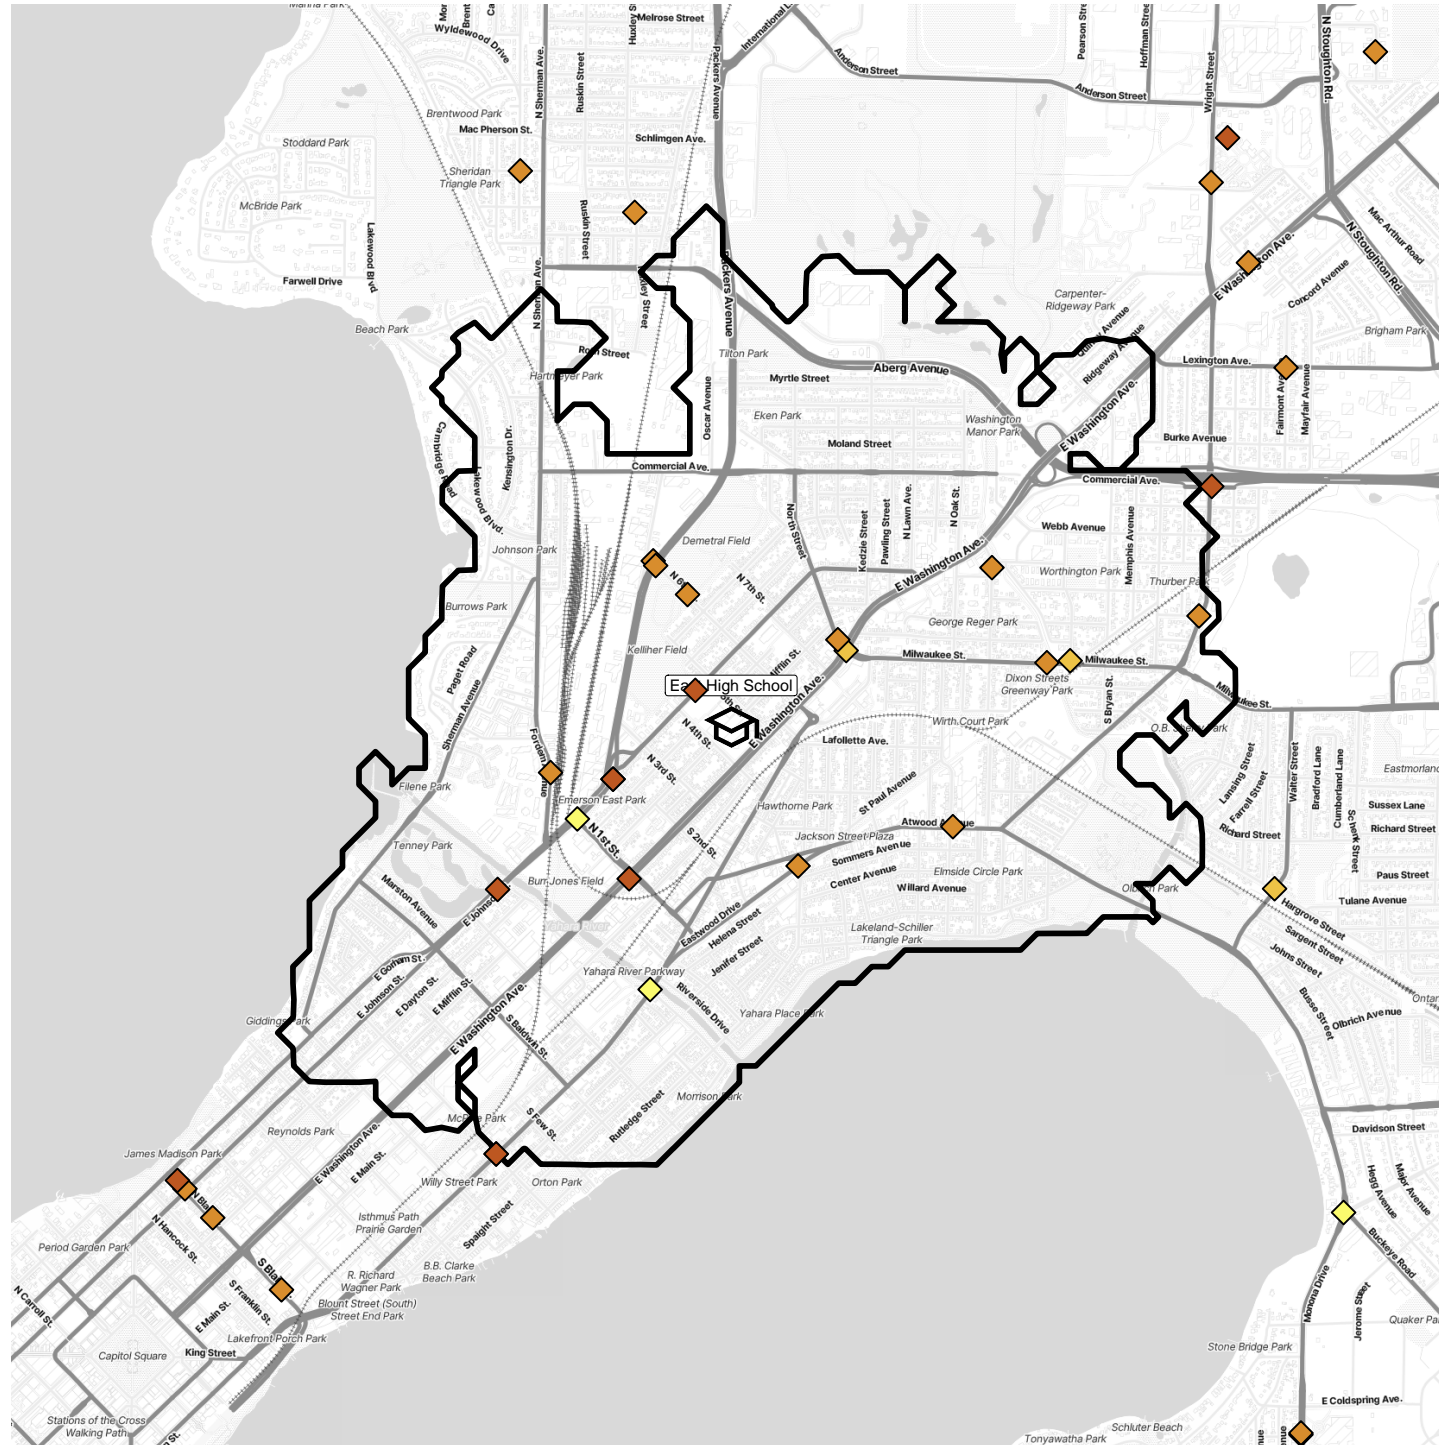 Melrose Street
Wyldewood Drive
International
Anderson Street
Anderson Street
Packers Avenue
N Sherman Ave.
Ruskin Street
Wright Street
N Stoughton Rd.
Brentwood Park
Mac Pherson St.
Schlimgen Ave.
Stoddard Park
Sheridan
Triangle Park
McBride Park
Lakewood Blvd
Ruskin Street
Mac Arthur Road
N Stoughton Rd.
E Washington Ave.
Concord Avenue
Farwell Drive
Carpenter-
Ridgeway Park
Beach Park
Brigham Park
Quincy Avenue
Ridgeway Avenue
Tilton Park
Aberg Avenue
Lexington Ave.
Hartmeyer Park
Myrtle Street
Fairmont Ave
Mayfair Avenue
Oscar Avenue
Eken Park
Washington
Manor Park
E Washington Ave.
Moland Street
Burke Avenue
Cambridge Road
Kensington Dr.
Lakewood Blvd.
Commercial Ave.
Commercial Ave.
North Street
Kedzie Street
Pawling Street
N Lawn Ave.
N Oak St.
Webb Avenue
Memphis Avenue
Johnson Park
Demetral Field
E Washington Ave.
Worthington Park
Thurber Park
N 7th St.
Burrows Park
George Reger Park
Kelliher Field
Milwaukee St.
Milwaukee St.
Dixon Streets
Greenway Park
Paget Road
Sherman Avenue
East High School
N 4th St.
E Washington Ave.
S Bryan St.
Milwaukee St.
Wirth Court Park
O.B. Sherry Park
N 3rd St.
Lafollette Ave.
Fordem Avenue
Filene Park
Emerson East Park
Hawthorne Park
St Paul Avenue
Lansing Street
Farrell Street
Walter Street
Bradford Lane
Cumberland Lane
Schenk Street
Sussex Lane
Richard Street
Richard Street
N 1st St.
S 2nd St.
Jackson Street Plaza
Atwood Avenue
Tenney Park
Sommers Avenue
Center Avenue
Elmside Circle Park
Willard Avenue
Paus Street
Tulane Avenue
Burr Jones Field
Marston Avenue
Olbrich Park
Hargrove Street
Eastwood Drive
Helena Street
Jenifer Street
Lakeland-Schiller
Triangle Park
Sargent Street
Johns Street
E Gorham St.
E Johnson St.
E Dayton St.
E Mifflin St.
Yahara River Parkway
Riverside Drive
Yahara Place Park
Busse Street
Olbrich Avenue
Giddings Park
E Washington Ave.
S Baldwin St.
Morrison Park
Rutledge Street
McPike Park
S Few St.
Reynolds Park
Davidson Street
James Madison Park
E Washington Ave.
E Main St.
Willy Street Park
Orton Park
Hegg Avenue
Major Avenue
N Hancock St.
Isthmus Path
Prairie Garden
Spaight Street
Period Garden Park
Buckeye Road
S Franklin St.
R. Richard
Wagner Park
B.B. Clarke
Beach Park
N Carroll St.
E Main St.
Blount Street (South)
Street End Park
Monona Drive
Jerome Street
Lakefront Porch Park
King Street
Capitol Square
Stone Bridge Park
E Coldspring Ave.
Stations of the Cross
Walking Path
Schluter Beach
Tonyawatha Park